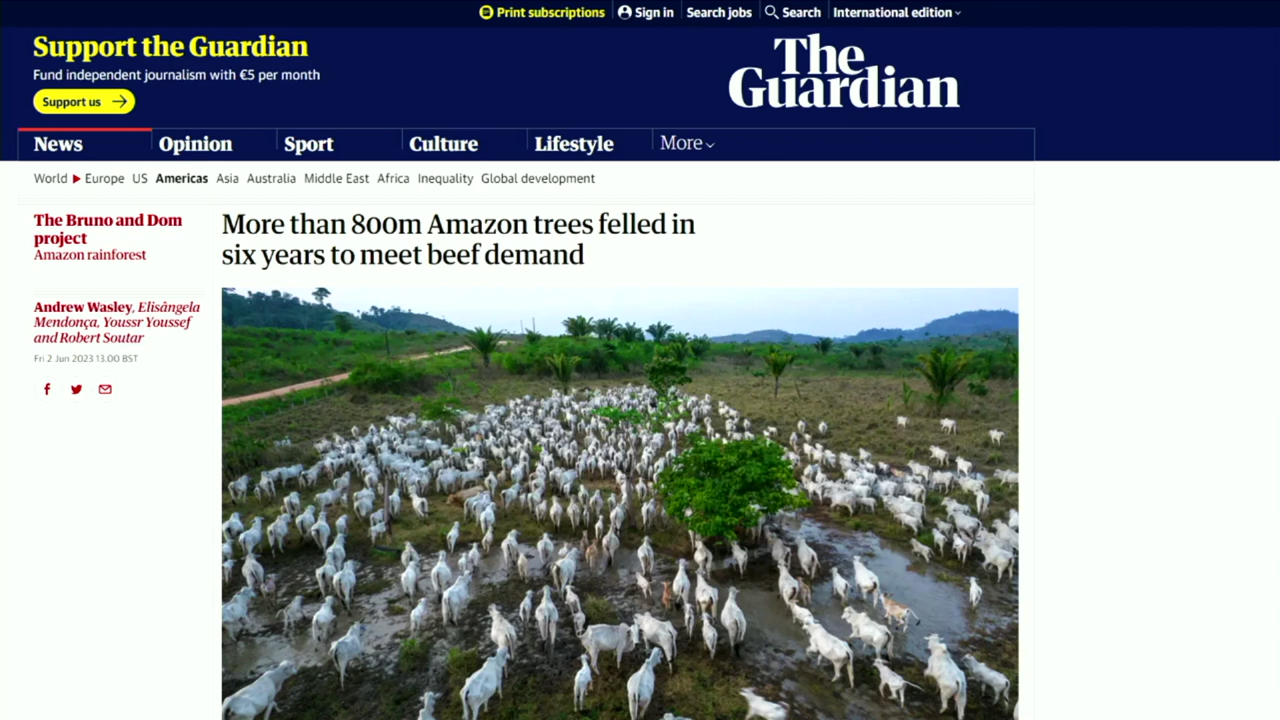 Print subscriptions
Sign in
Search jobs
Search
International edition
Support the Guardian
Fund independent journalism with €5 per month
Support us
The
Guardian
News
Opinion
Sport
Culture
Lifestyle
More
World
Europe
US
Americas
Asia
Australia
Middle East
Africa
Inequality
Global development
The Bruno and Dom
project
Amazon rainforest
More than 800m Amazon trees felled in
six years to meet beef demand
Andrew Wasley, Elisângela
Mendonça, Youssr Youssef
and Robert Soutar
Fri 2 Jun 2023 13.00 BST